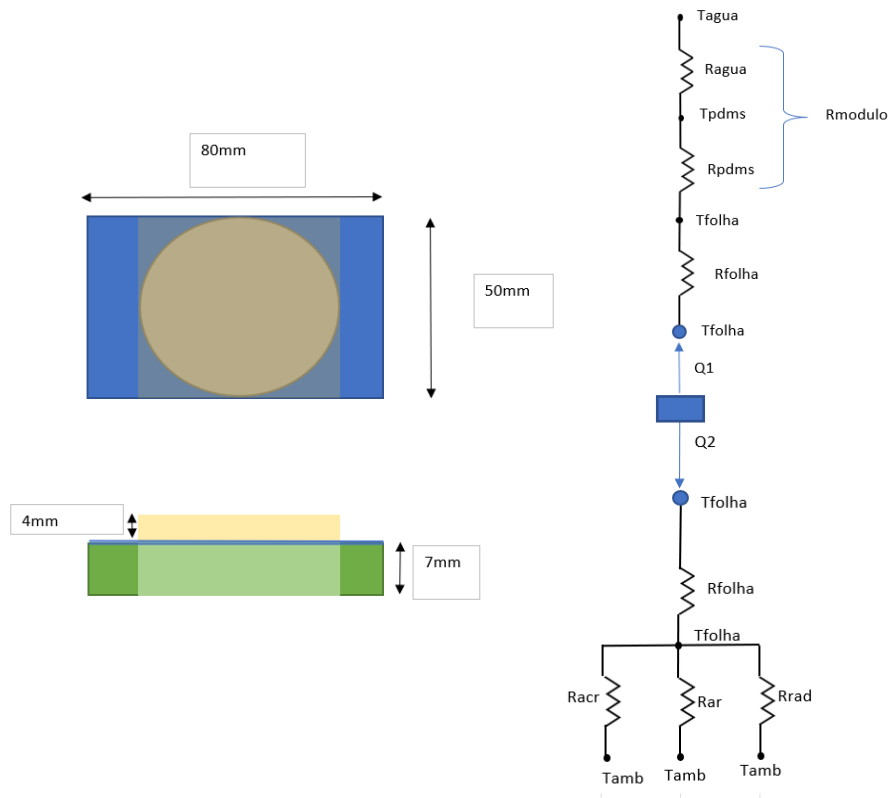 80mm
50mm
4mm
7mm
Tagua
Ragua
Tpdms
Rmodulo
Rpdms
Tfolha
Rfolha
Tfolha
Q1
Q2
Tfolha
Rfolha
Tfolha
Racr
Rar
Rrad
Tamb
Tamb
Tamb